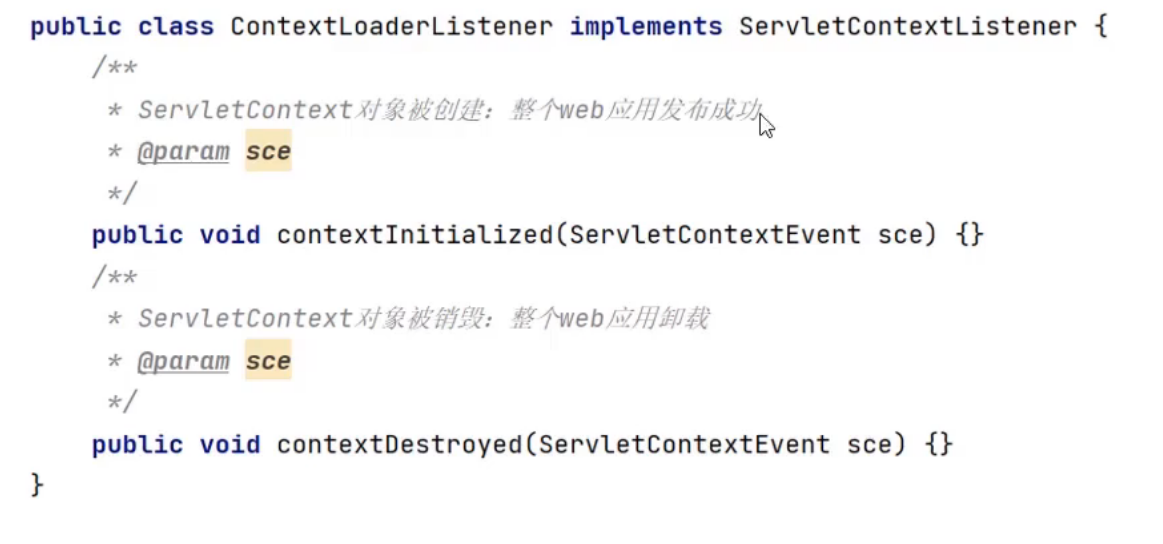 public class ContextLoaderListener implements ServletContextListener {
/**
* ServletContext对象被创建：整个web应用发布成功
* @param sce
*/
public void contextInitialized(ServletContextEvent sce) {}
/**
* ServletContext对象被销毁：整个web应用卸载
* @param sce
*/
public void contextDestroyed(ServletContextEvent sce) {}
}